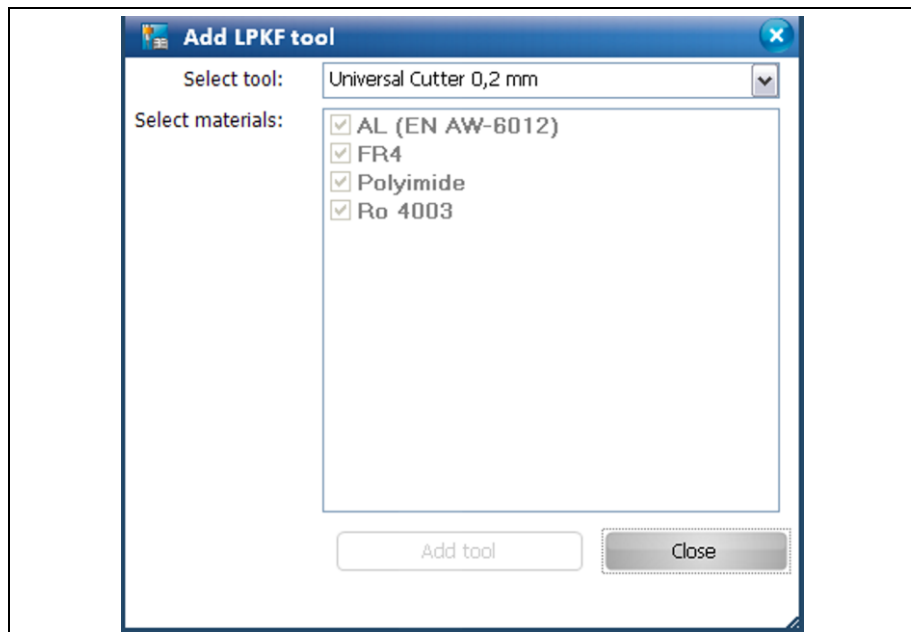 Add LPKF tool
Select tool: Universal Cutter 0,2 mm
Select materials: AL (EN AW-6012)
FR4
Polyimide
Ro 4003
Add tool Close